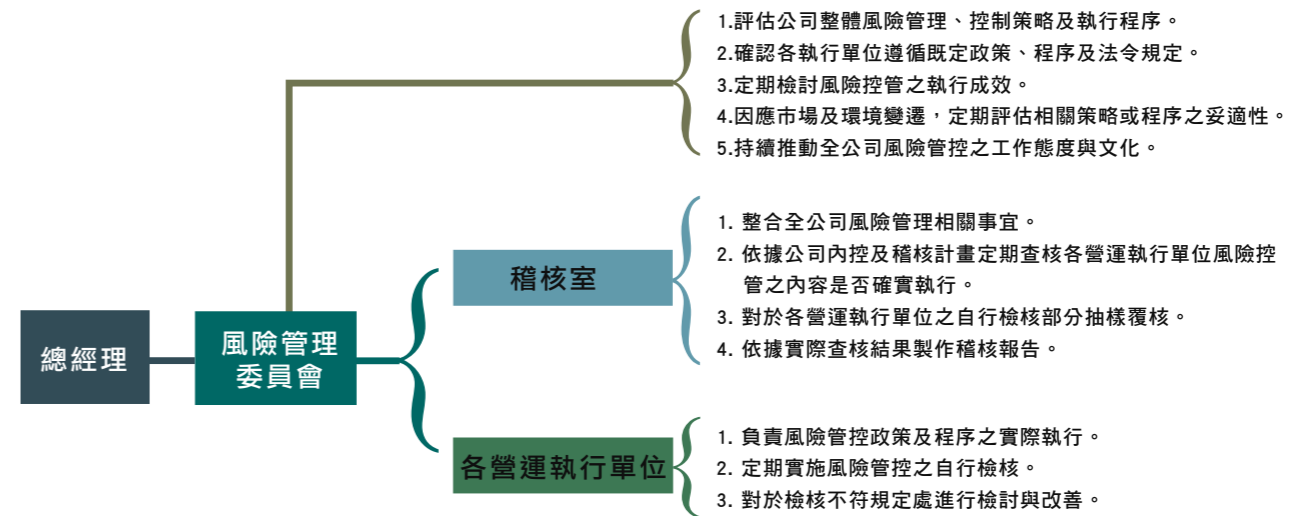 1.評估公司整體風險管理、控制策略及執行程序。
2.確認各執行單位遵循既定政策、程序及法令規定。
3.定期檢討風險控管之執行成效。
4.因應市場及環境變遷，定期評估相關策略或程序之妥適性。
5.持續推動全公司風險管控之工作態度與文化。
總經理
風險管理
委員會
稽核室
1. 整合全公司風險管理相關事宜。
2. 依據公司內控及稽核計畫定期查核各營運執行單位風險控
管之內容是否確實執行。
3. 對於各營運執行單位之自行檢核部分抽樣覆核。
4. 依據實際查核結果製作稽核報告。
各營運執行單位
1. 負責風險管控政策及程序之實際執行。
2. 定期實施風險管控之自行檢核。
3. 對於檢核不符規定處進行檢討與改善。